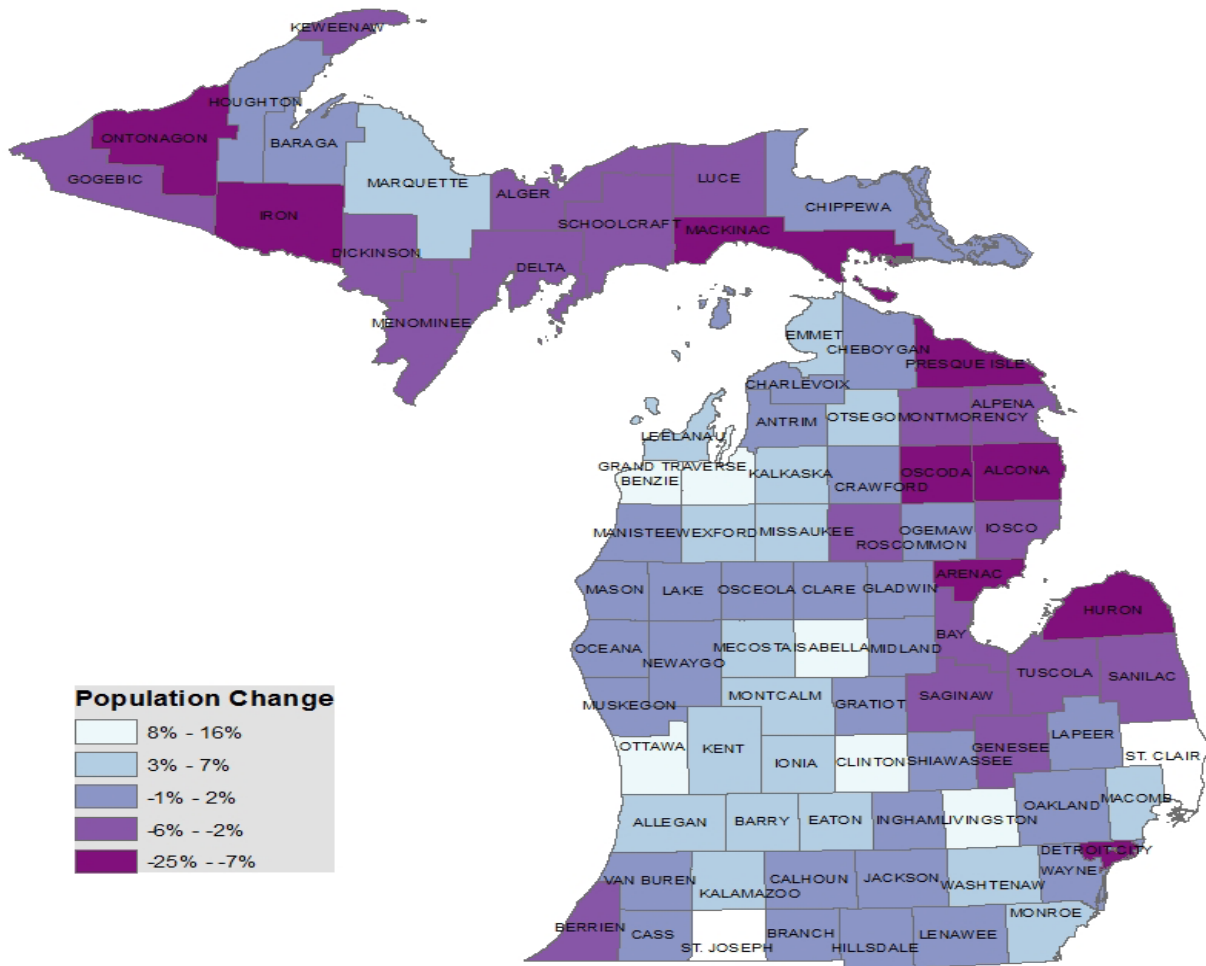 KEWEENAW
HOUGHTON
ONTONAGON
BARAGA
GOGEBIC
MARQUETTE
ALGER
LUCE
CHIPPEWA
IRON
SCHOOLCRAFT
MACKINAC
DICKINSON
DELTA
MENOMINEE
EMMET
CHEBOYGAN
PRESQUE ISLE
CHARLEVOIX
ALPENA
ANTRIM
OTSEGO
MONTMORENCY
LEELANAU
GRAND TRAVERSE
KALKASKA
OSCODA
ALCONA
BENZIE
CRAWFORD
MANISTEE
WEXFORD
MISSAUKEE
OGEMAW
IOSCO
ROSCOMMON
ARENAC
MASON
LAKE
OSCEOLA
CLARE
GLADWIN
HURON
BAY
OCEANA
MECOSTA
ISABELLA
MIDLAND
NEWAYGO
TUSCOLA
SANILAC
MONTCALM
SAGINAW
MUSKEGON
GRATIOT
LAPEER
OTTAWA
KENT
GENESEE
ST. CLAIR
IONIA
CLINTON
SHIAWASSEE
MACOMB
OAKLAND
ALLEGAN
BARRY
EATON
INGHAM
LIVINGSTON
DETROIT CITY
WAYNE
VAN BUREN
KALAMAZOO
CALHOUN
JACKSON
WASHTENAW
MONROE
BERRIEN
CASS
ST. JOSEPH
BRANCH
HILLSDALE
LENAWEE
Population Change
8% - 16%
3% - 7%
-1% - 2%
-6% - -2%
-25% - -7%